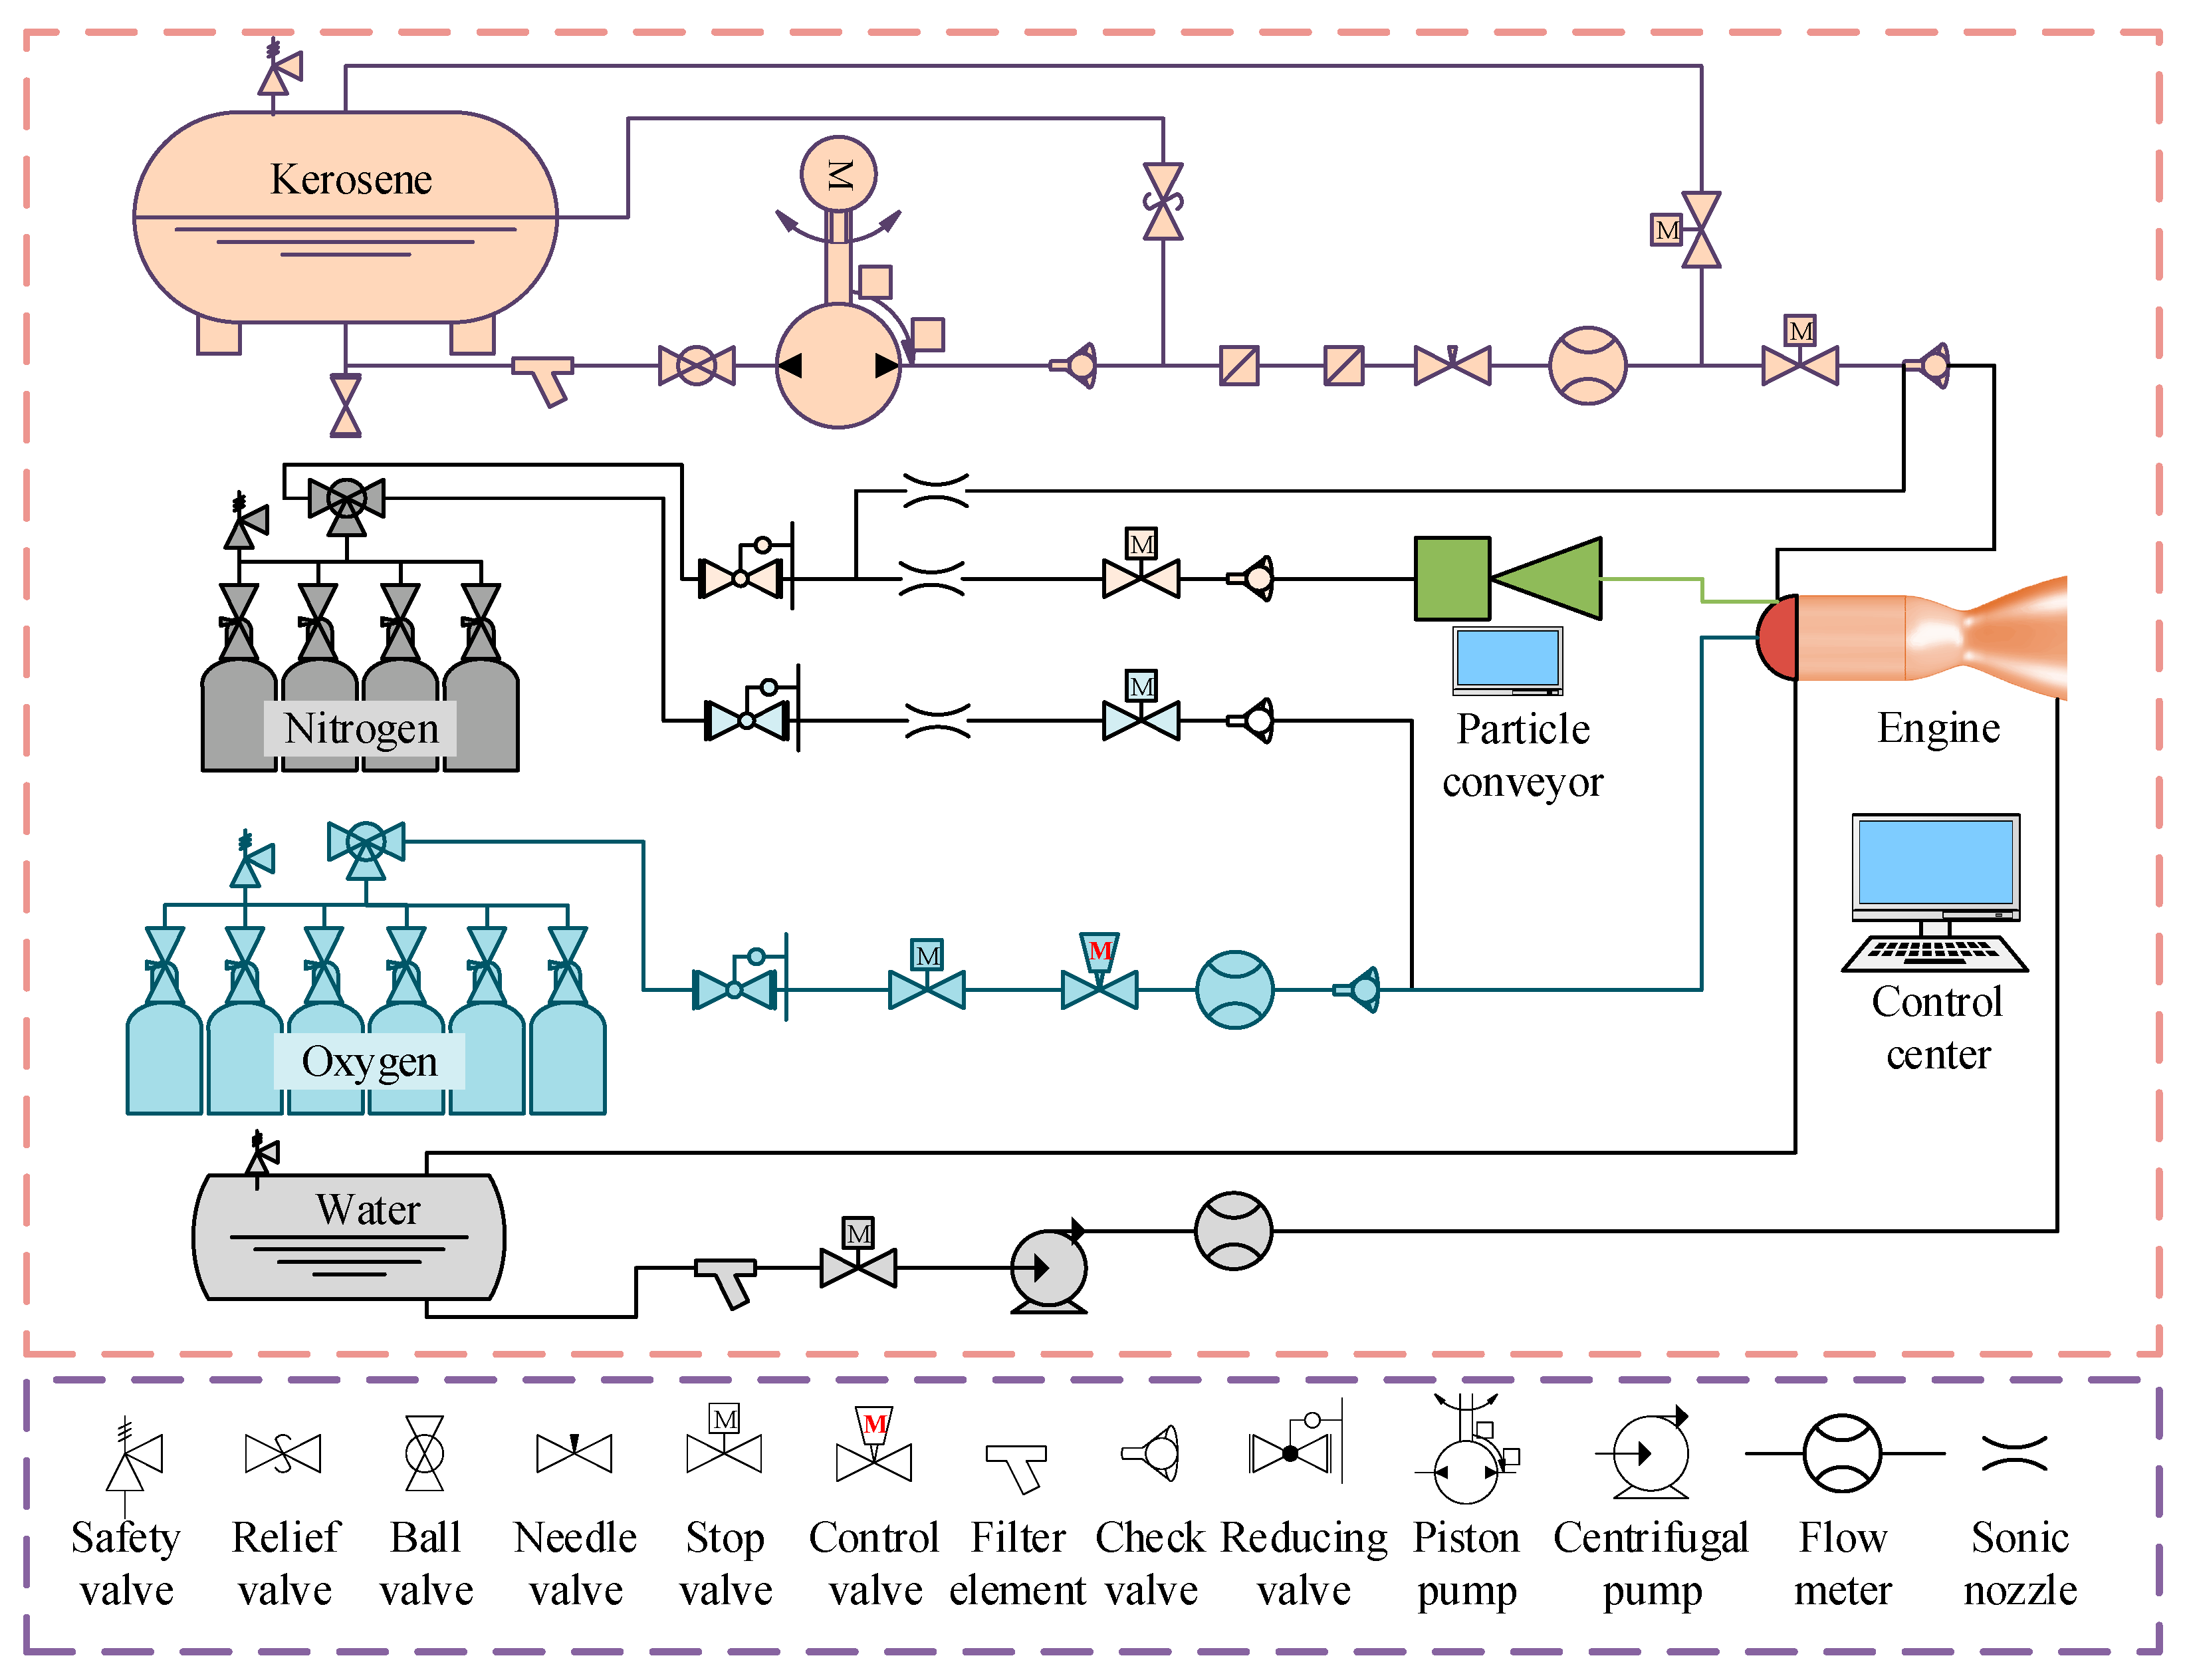 Kerosene
M
M
M
M
M
Nitrogen
Particle
conveyor
Engine
M
Oxygen
M
Control
center
Water
M
M
M
Safety
valve
Relief
valve
Ball
valve
Needle
valve
Stop
valve
Control
valve
Filter
element
Check
valve
Reducing
valve
Piston
pump
Centrifugal
pump
Flow
meter
Sonic
nozzle